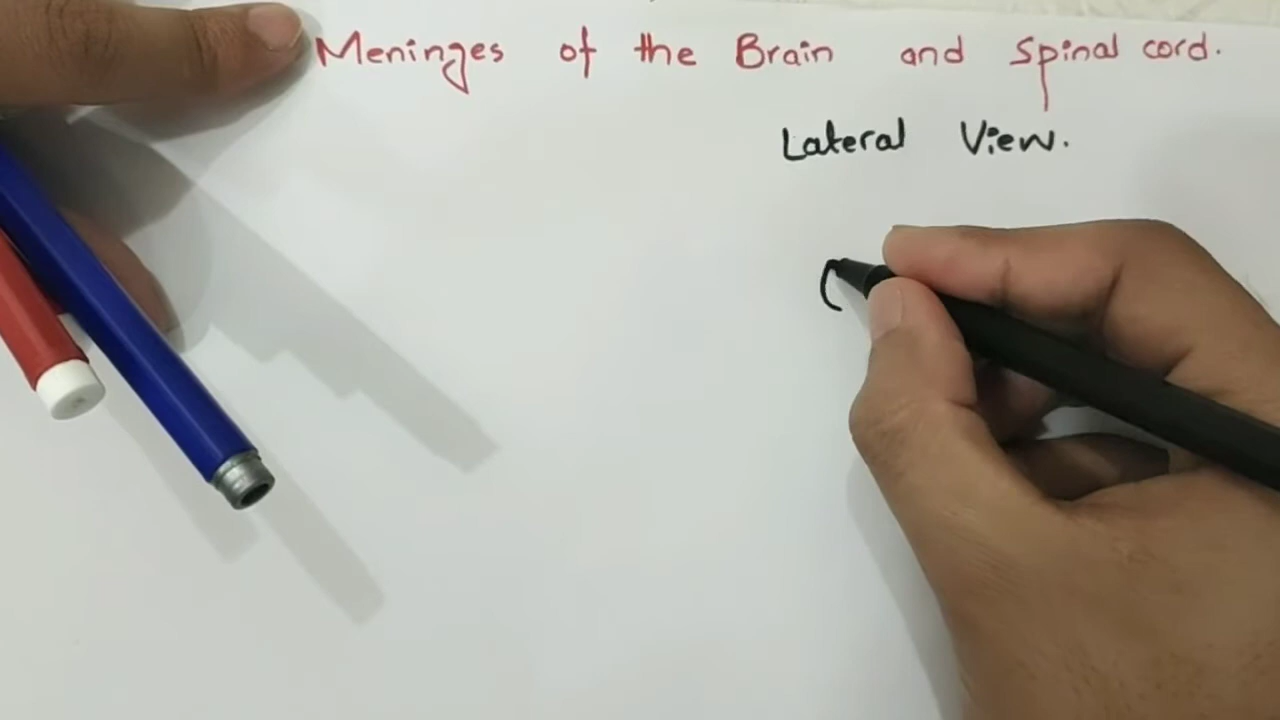 Meninges of the Brain and Spinal cord.
Lateral View.